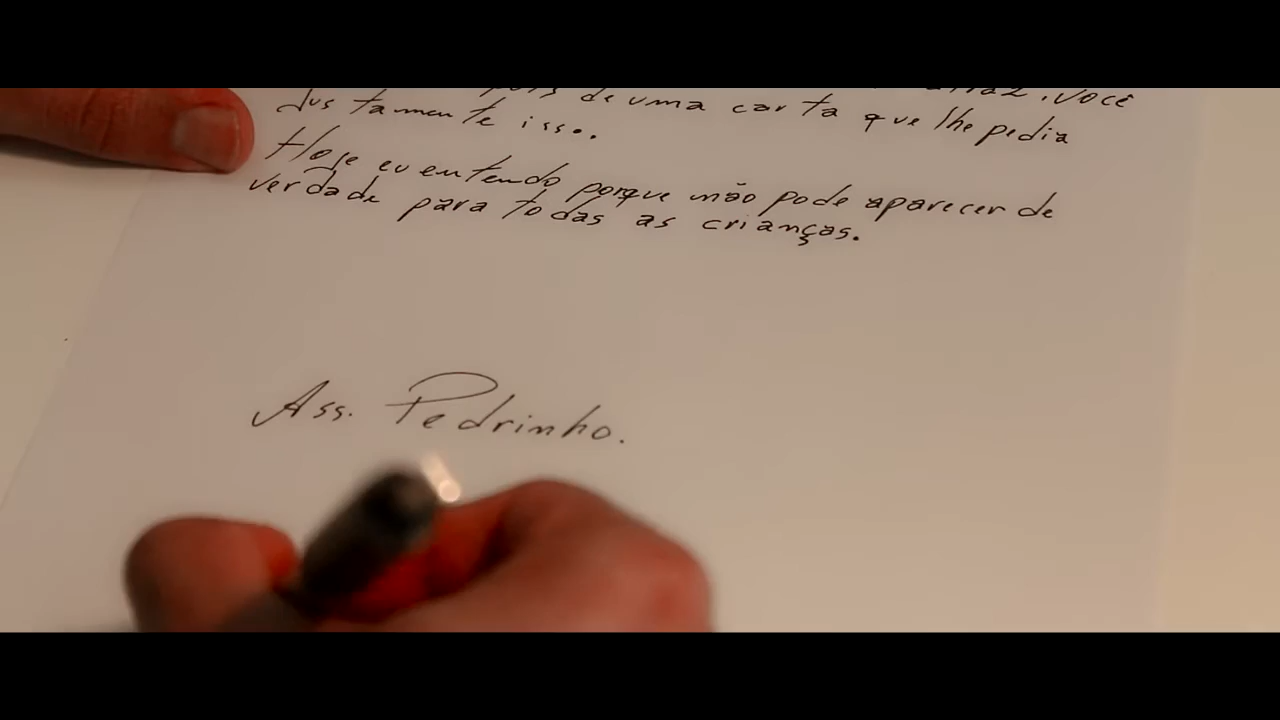 de uma carta que lhe pedia
Justamente isso..
Hoje eu entendo porque não pode aparecer de
verdade para todas as crianças.
Ass. Pedrinho.